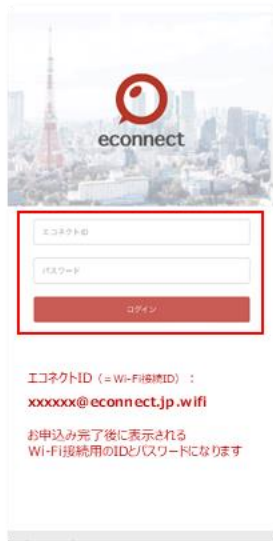 econnect
エコネクトID
パスワード
ログイン
エコネクトID（＝Wi-Fi接続ID）：
xxxxxx@econnect.jp.wifi
お申込み完了後に表示される
Wi-Fi接続用のIDとパスワードになります